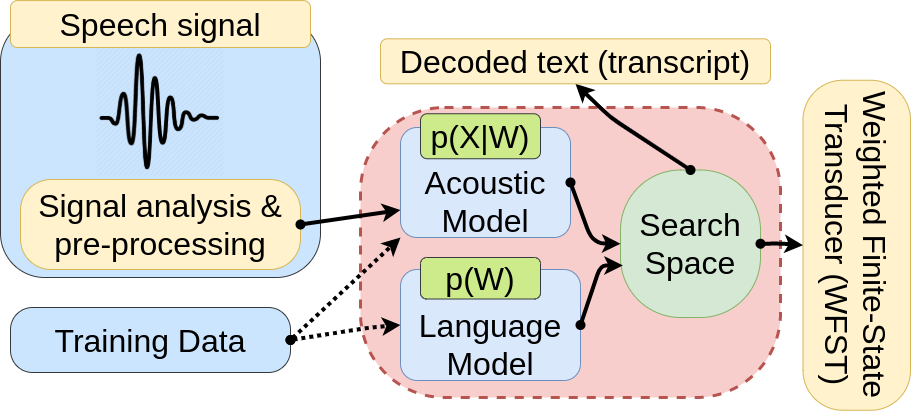 Speech signal
Signal analysis &
pre-processing
Training Data
Decoded text (transcript)
p(X|W)
Acoustic
Model
p(W)
Language
Model
Search
Space
Weighted Finite-State
Transducer (WFST)